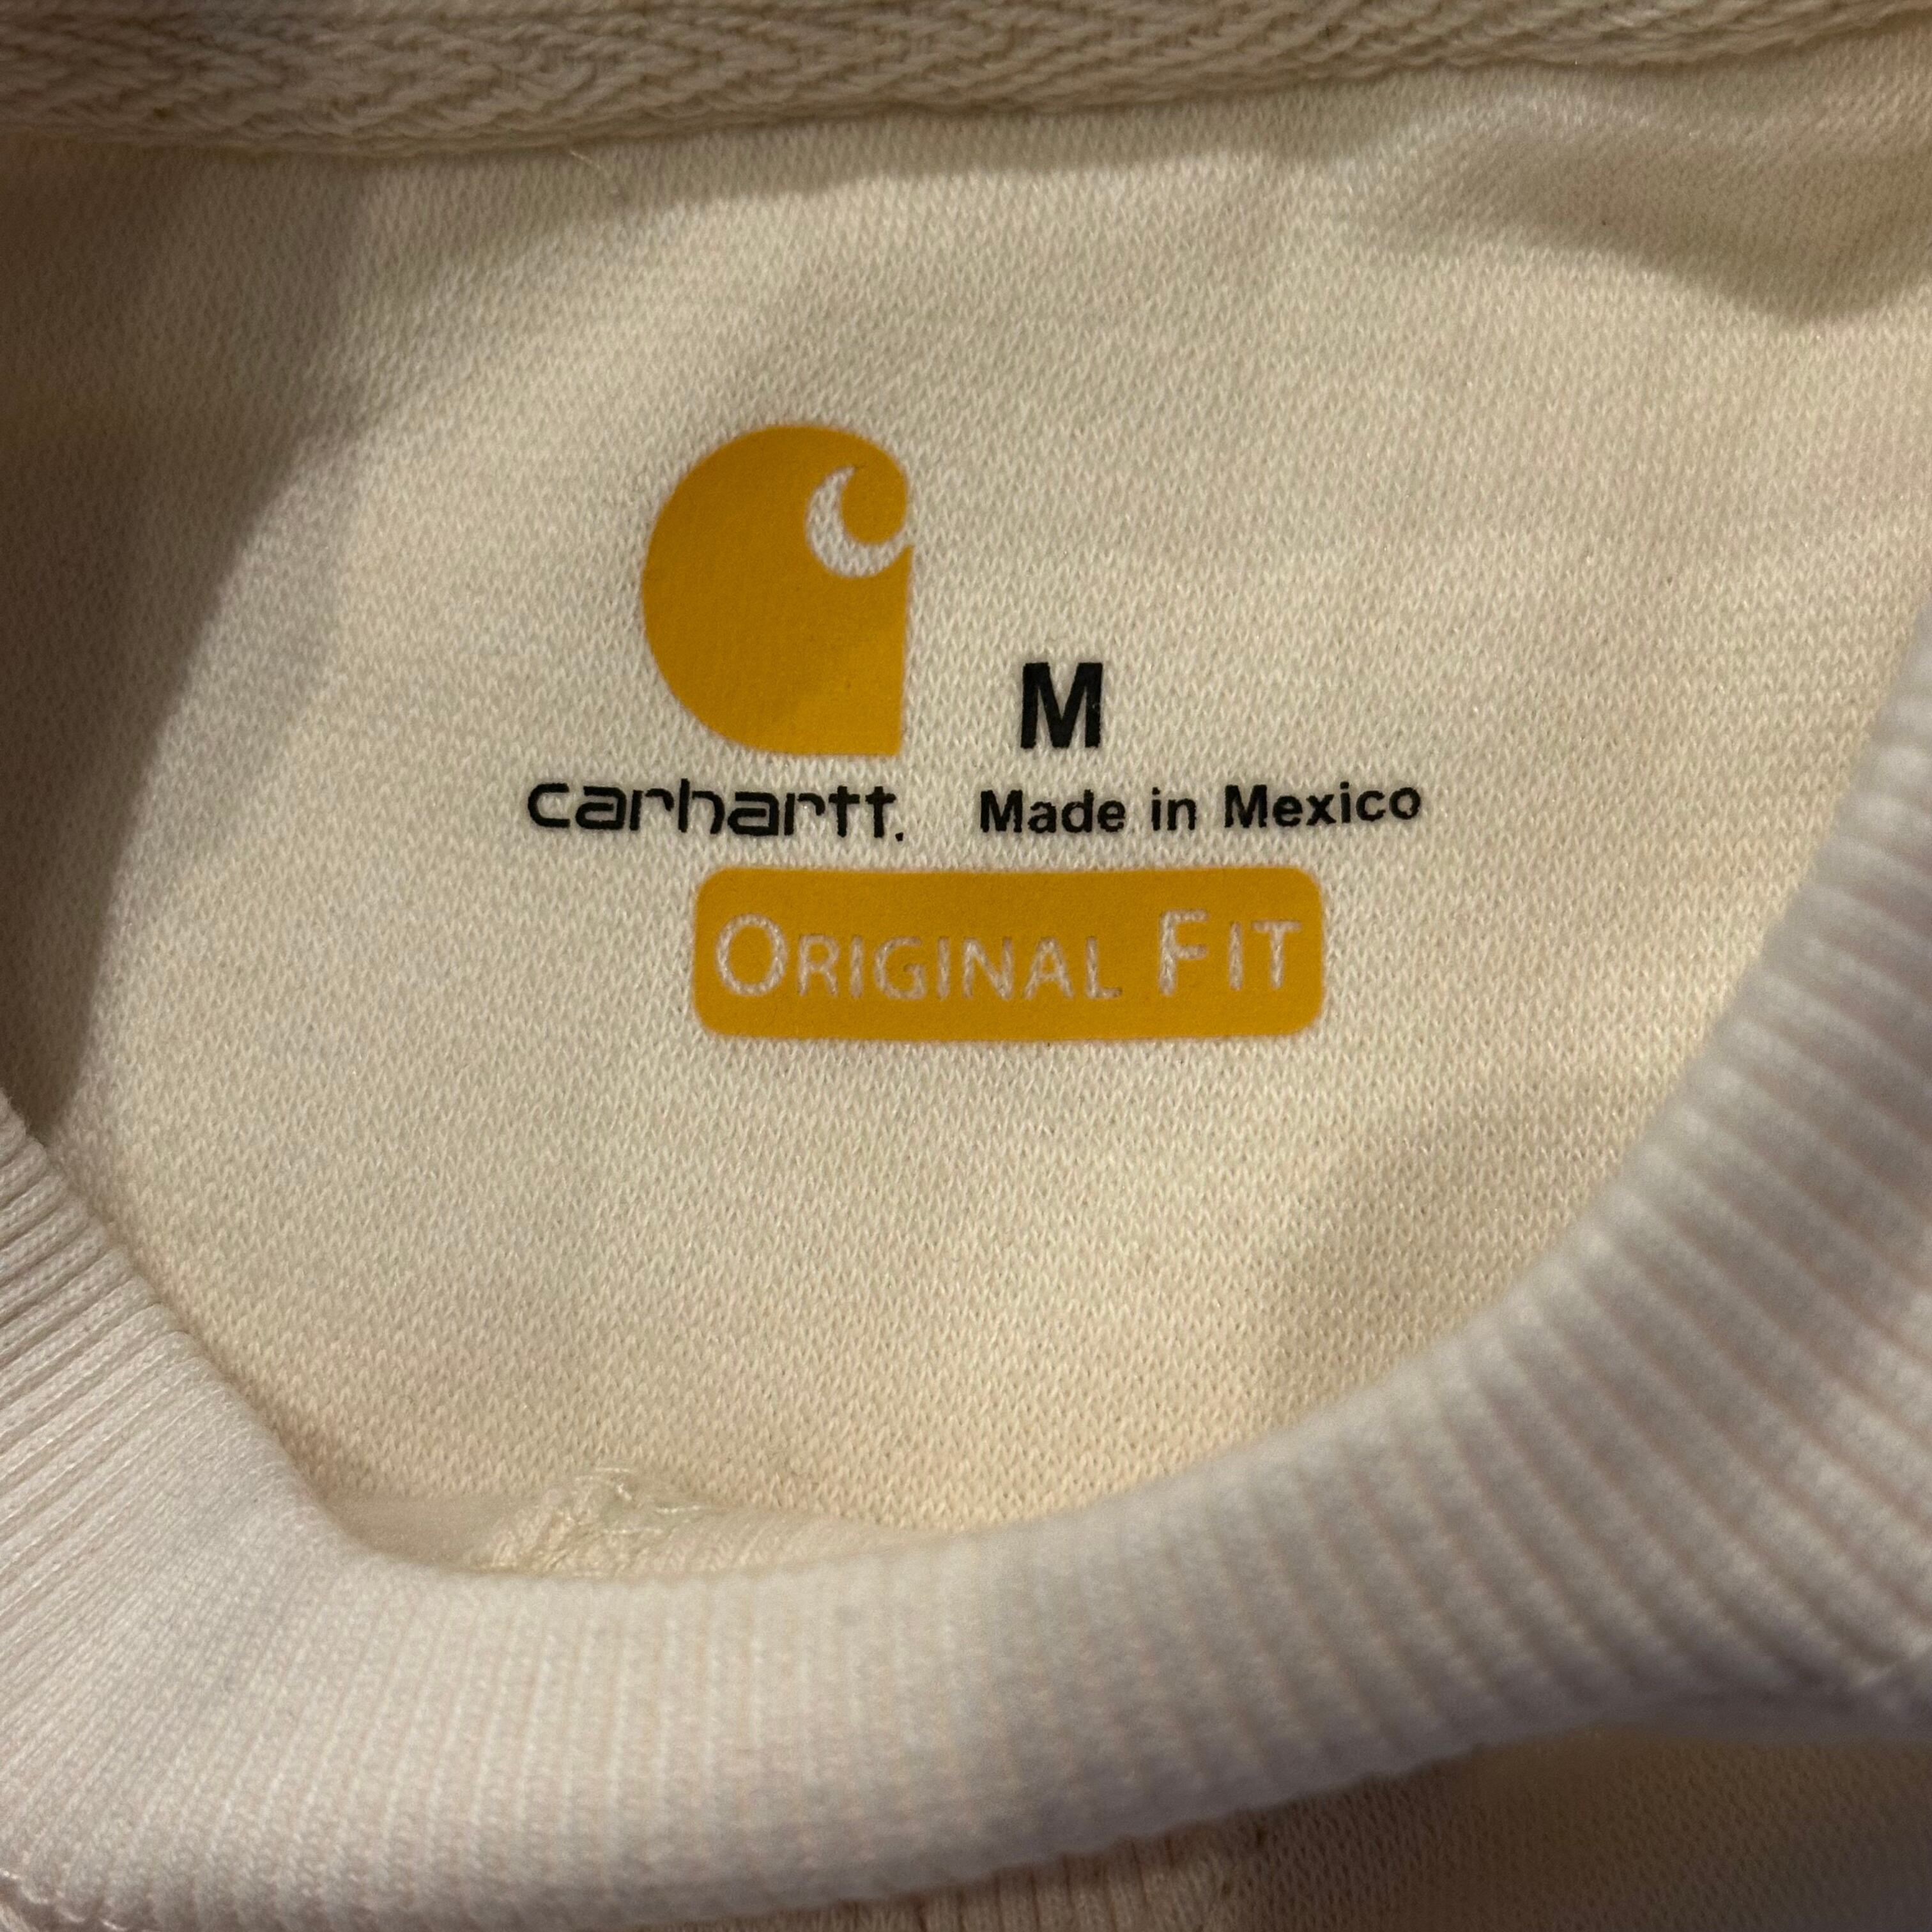 M
carhartt. Made in Mexico
ORIGINAL FIT